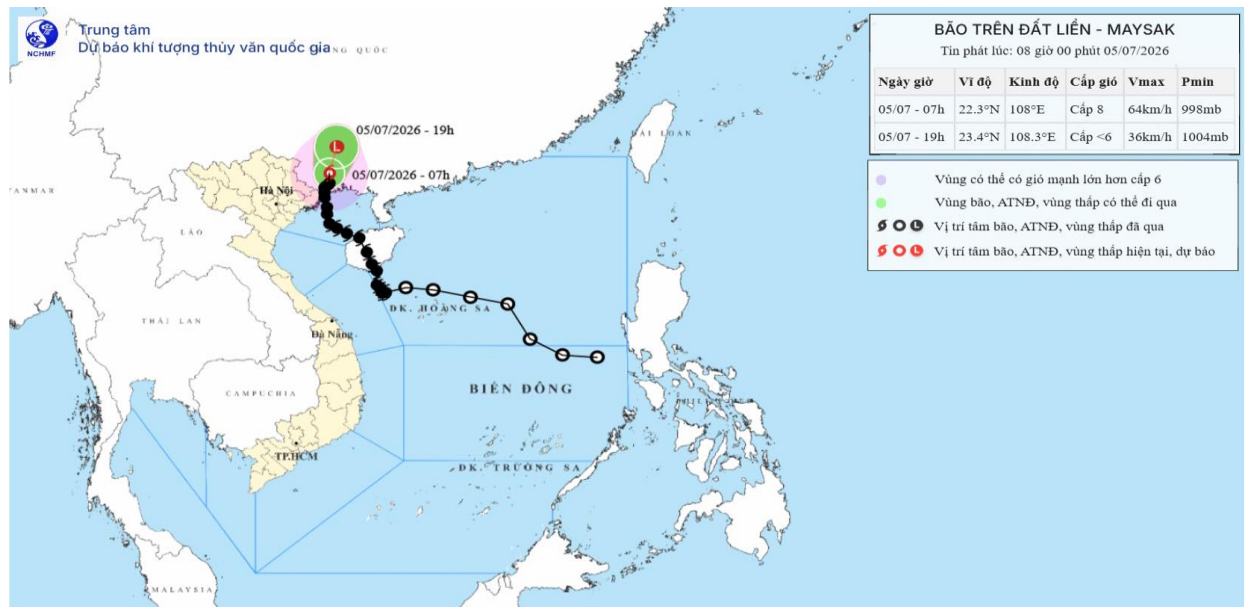 Trung tâm
Dự báo khí tượng thủy văn quốc gia
NCHMF
BÃO TRÊN ĐẤT LIỀN - MAYSAK
Tin phát lúc: 08 giờ 00 phút 05/07/2026
Ngày giờ Vĩ độ Kinh độ Cấp gió Vmax Pmin
05/07 - 07h 22.3°N 108°E Cấp 8 64km/h 998mb
05/07 - 19h 23.4°N 108.3°E Cấp <6 36km/h 1004mb
Vùng có thể có gió mạnh lớn hơn cấp 6
Vùng bão, ATNĐ, vùng thấp có thể đi qua
Vị trí tâm bão, ATNĐ, vùng thấp đã qua
Vị trí tâm bão, ATNĐ, vùng thấp hiện tại, dự báo
QUỐC
05/07/2026 - 19h
L
ĐÀI LOAN
05/07/2026 - 07h
Hà Nội
LÀO
ĐK. HOÀNG SA
THÁI LAN
Đà Nẵng
CAMPUCHIA
BIỂN ĐÔNG
TP.HCM
ĐK. TRƯỜNG SA
MALAYSIA